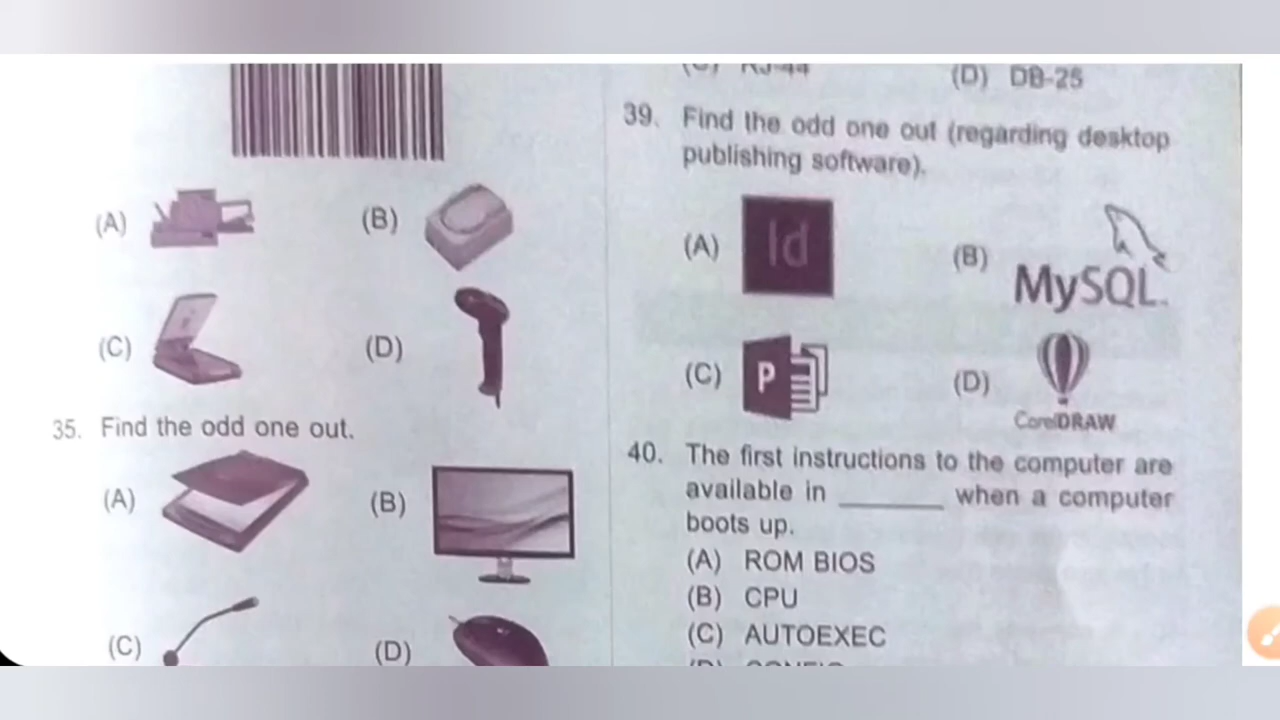 (A)
(B)
(C)
(D)
35. Find the odd one out.
(A)
(B)
(C)
(D)
(D) DB-25
39. Find the odd one out (regarding desktop
publishing software).
(A) Id
(B) MySQL
(C) P
(D) CorelDRAW
40. The first instructions to the computer are
available in ________ when a computer
boots up.
(A) ROM BIOS
(B) CPU
(C) AUTOEXEC